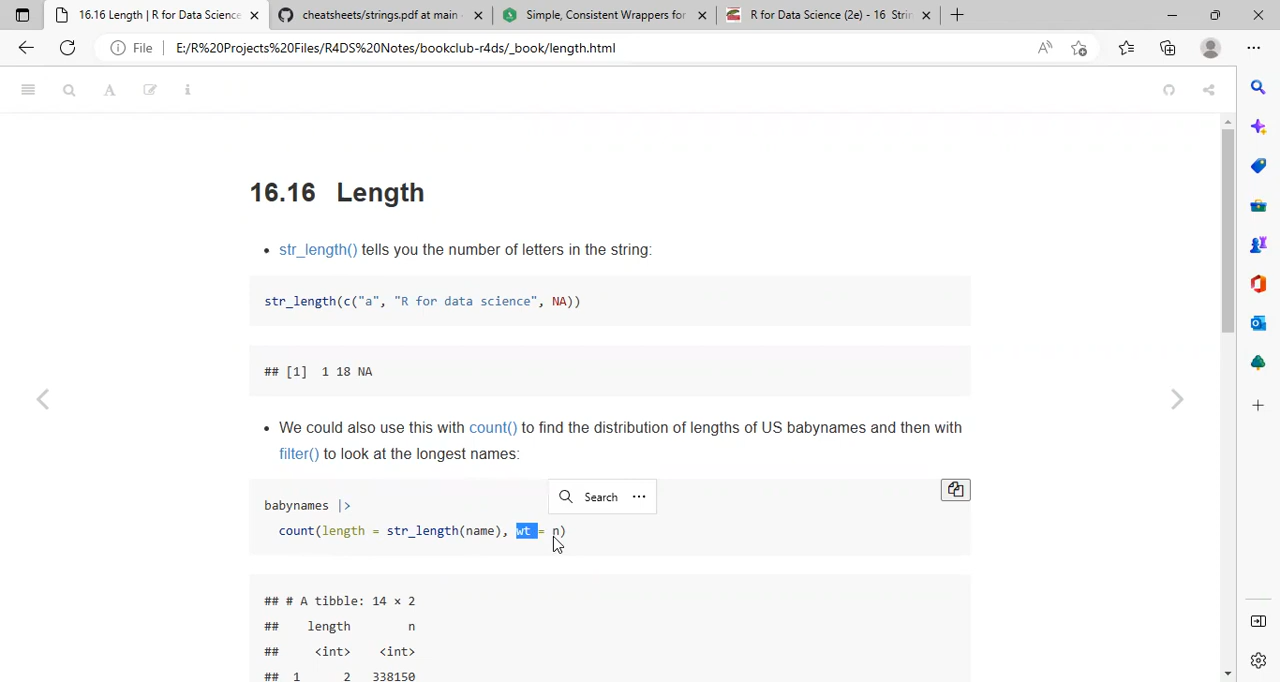 16.16 Length | R for Data Science
cheatsheets/strings.pdf at main ·
Simple, Consistent Wrappers for
R for Data Science (2e) - 16 Strin
File
E:/R%20Projects%20Files/R4DS%20Notes/bookclub-r4ds/_book/length.html
16.16 Length
• str_length() tells you the number of letters in the string:
str_length(c("a", "R for data science", NA))
## [1]  1 18 NA
• We could also use this with count() to find the distribution of lengths of US babynames and then with
filter() to look at the longest names:
Search ···
babynames |>
count(length = str_length(name), wt = n)
## # A tibble: 14 × 2
##    length      n
##     <int>  <int>
##  1      2 338150